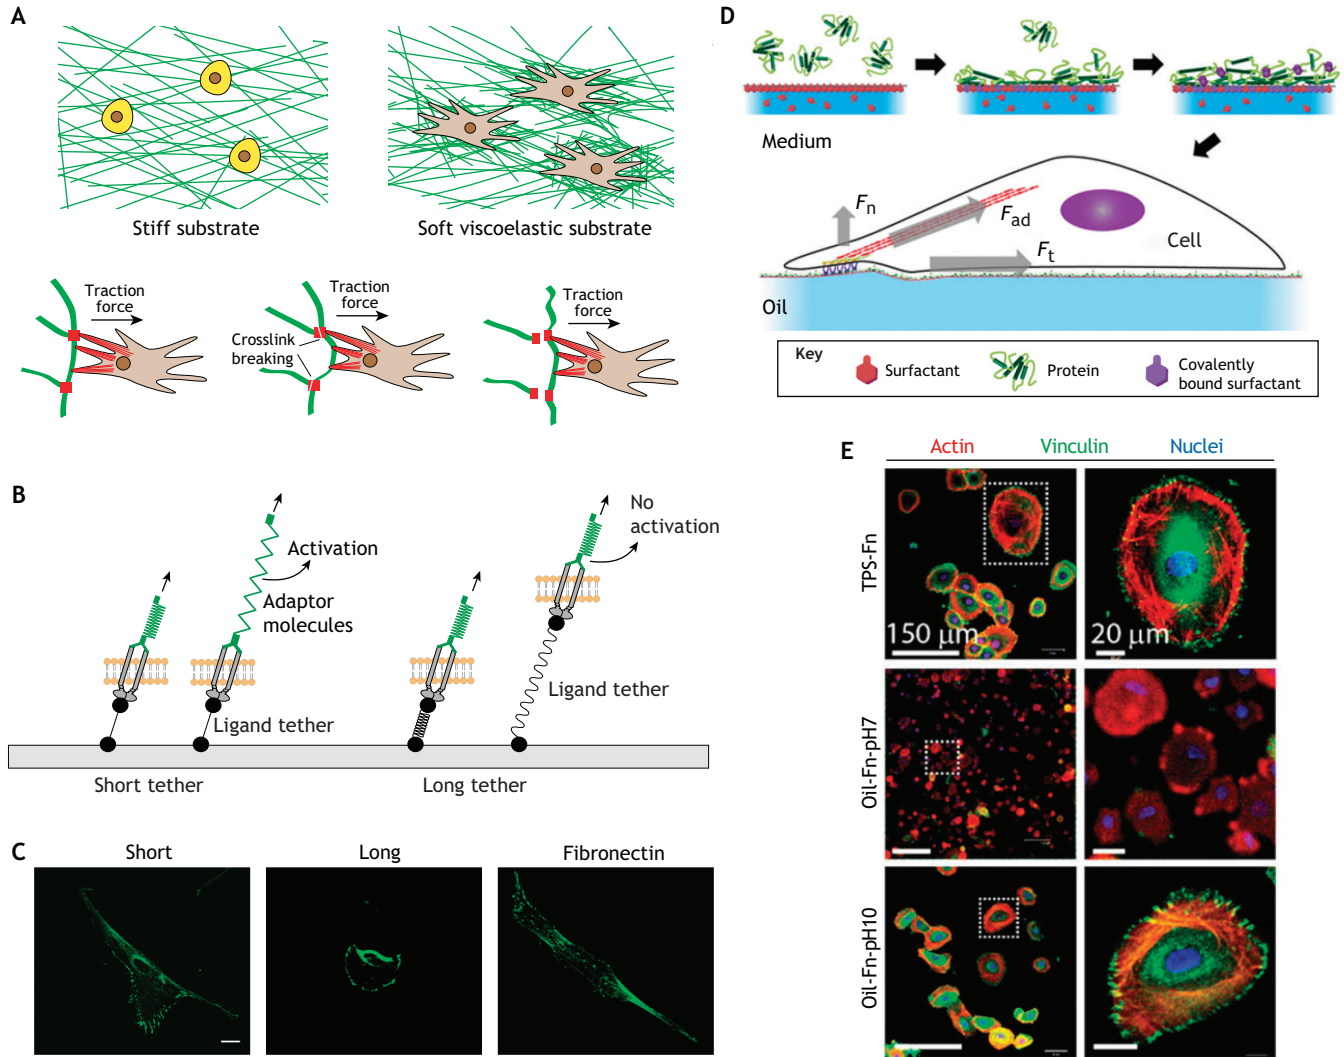 A
Stiff substrate
Soft viscoelastic substrate
Traction
force
Crosslink
breaking
Traction
force
Traction
force
B
Activation
Adaptor
molecules
Ligand tether
Short tether
No
activation
Ligand tether
Long tether
C
Short
Long
Fibronectin
D
Medium
Fn
Fad
Ft
Cell
Oil
Key
Surfactant
Protein
Covalently
bound surfactant
E
Actin
Vinculin
Nuclei
TPS-Fn
150 μm
20 μm
Oil-Fn-pH7
Oil-Fn-pH10